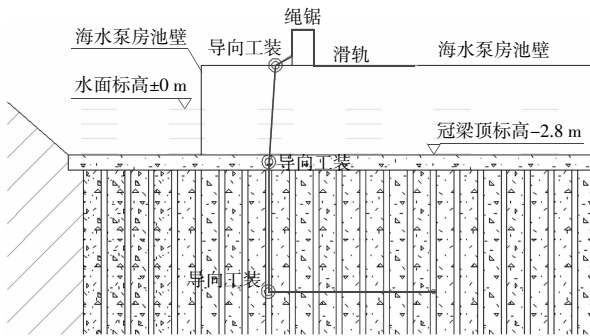 绳锯
海水泵房池壁
导向工装
滑轨
海水泵房池壁
水面标高±0 m
冠梁顶标高-2.8 m
导向工装
导向工装